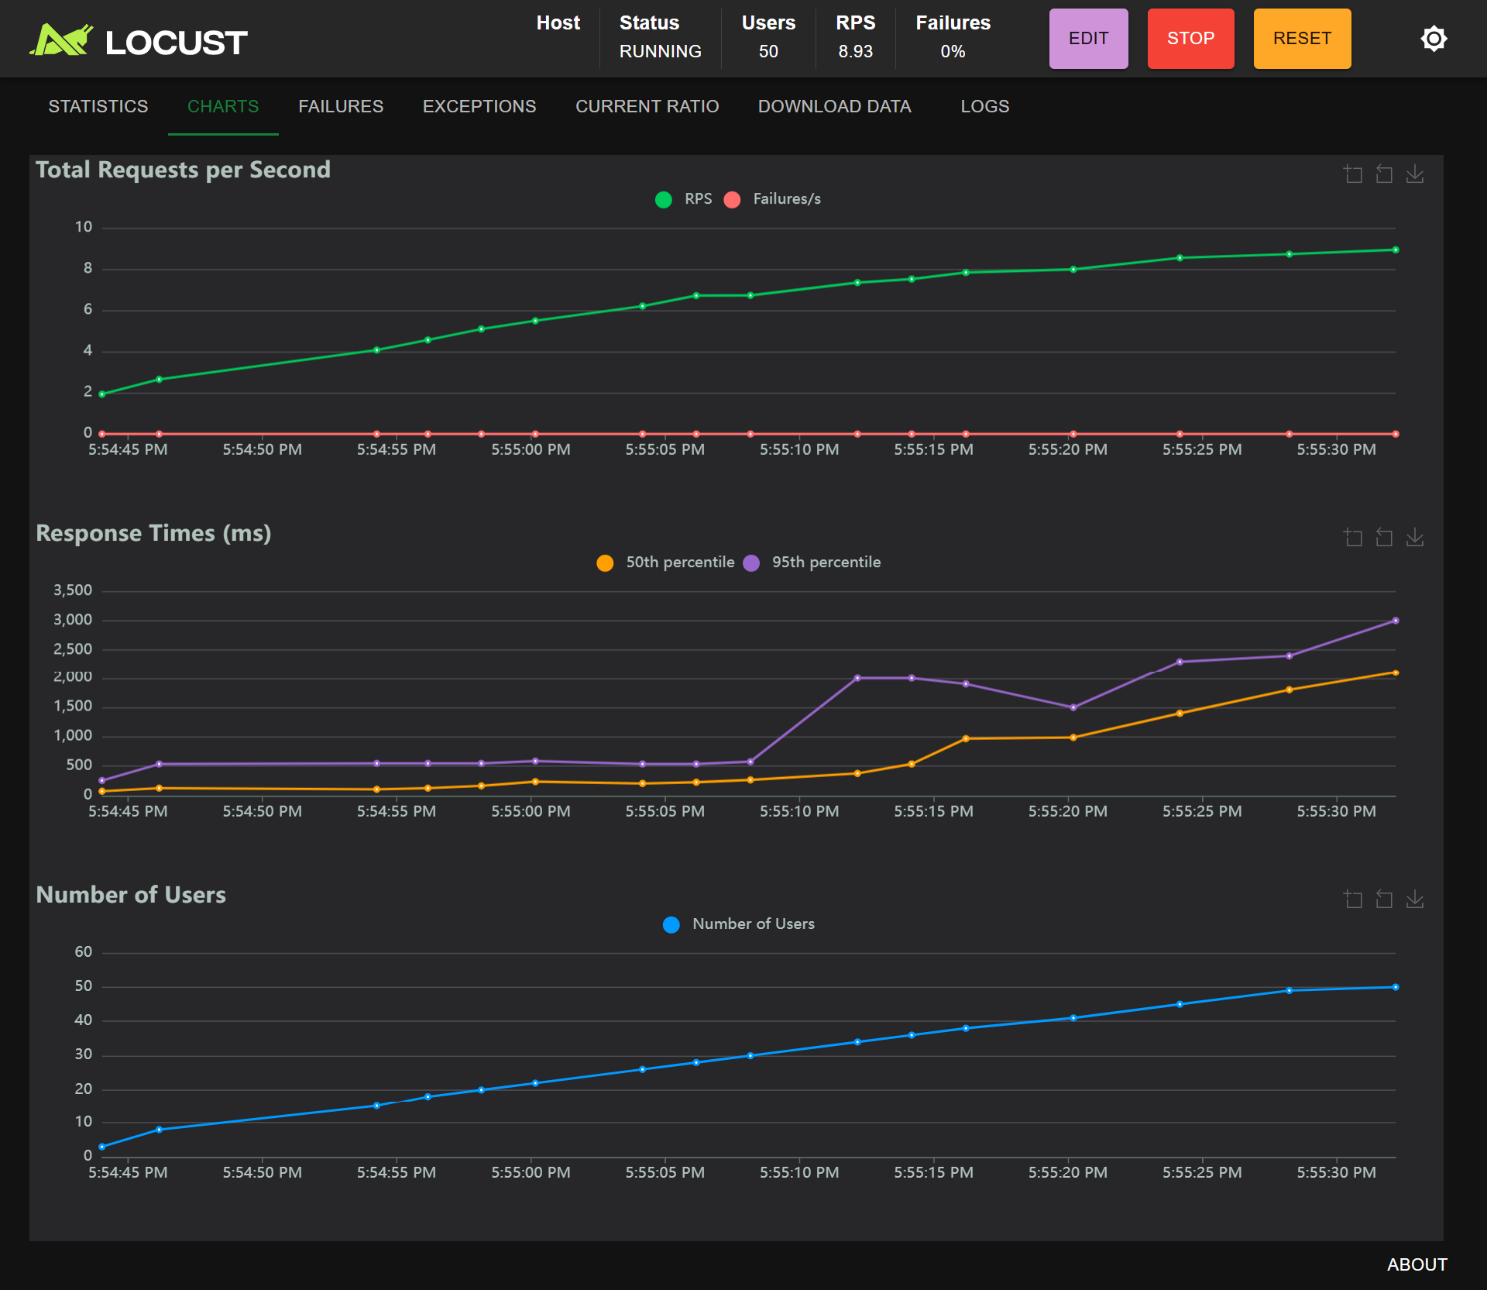 LOCUST
Host
Status
RUNNING
Users
50
RPS
8.93
Failures
0%
EDIT
STOP
RESET
STATISTICS
CHARTS
FAILURES
EXCEPTIONS
CURRENT RATIO
DOWNLOAD DATA
LOGS
Total Requests per Second
RPS
Failures/s
10
8
6
4
2
0
5:54:45 PM
5:54:50 PM
5:54:55 PM
5:55:00 PM
5:55:05 PM
5:55:10 PM
5:55:15 PM
5:55:20 PM
5:55:25 PM
5:55:30 PM
Response Times (ms)
50th percentile
95th percentile
3,500
3,000
2,500
2,000
1,500
1,000
500
0
5:54:45 PM
5:54:50 PM
5:54:55 PM
5:55:00 PM
5:55:05 PM
5:55:10 PM
5:55:15 PM
5:55:20 PM
5:55:25 PM
5:55:30 PM
Number of Users
Number of Users
60
50
40
30
20
10
0
5:54:45 PM
5:54:50 PM
5:54:55 PM
5:55:00 PM
5:55:05 PM
5:55:10 PM
5:55:15 PM
5:55:20 PM
5:55:25 PM
5:55:30 PM
ABOUT